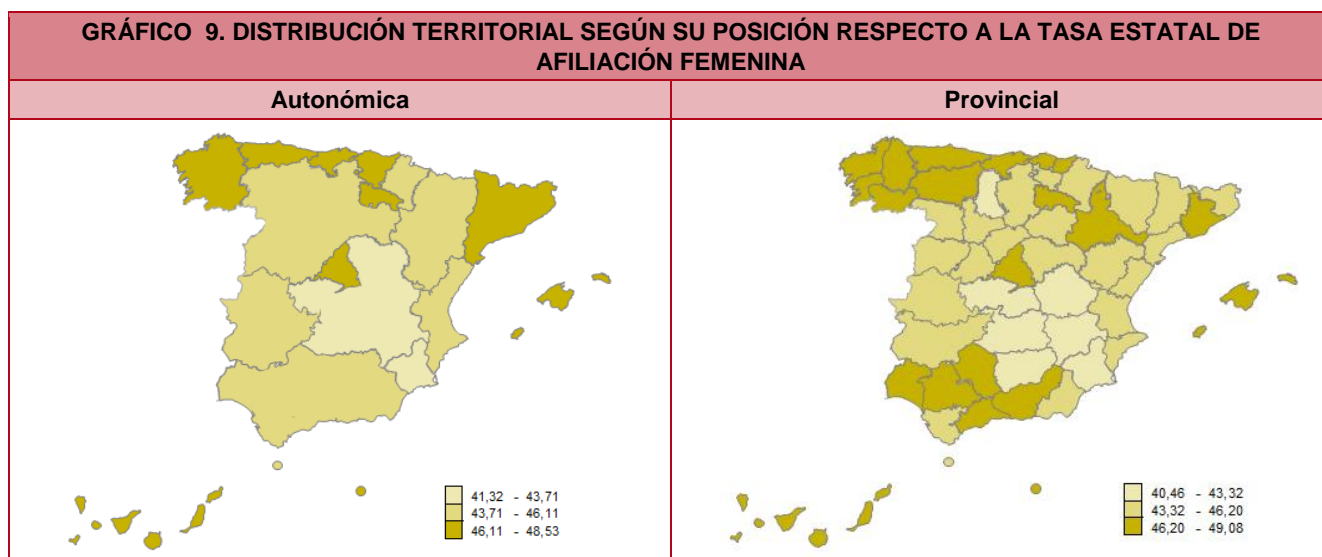 GRÁFICO 9. DISTRIBUCIÓN TERRITORIAL SEGÚN SU POSICIÓN RESPECTO A LA TASA ESTATAL DE
AFILIACIÓN FEMENINA
Autonómica
Provincial
41,32 - 43,71
43,71 - 46,11
46,11 - 48,53
40,46 - 43,32
43,32 - 46,20
46,20 - 49,08